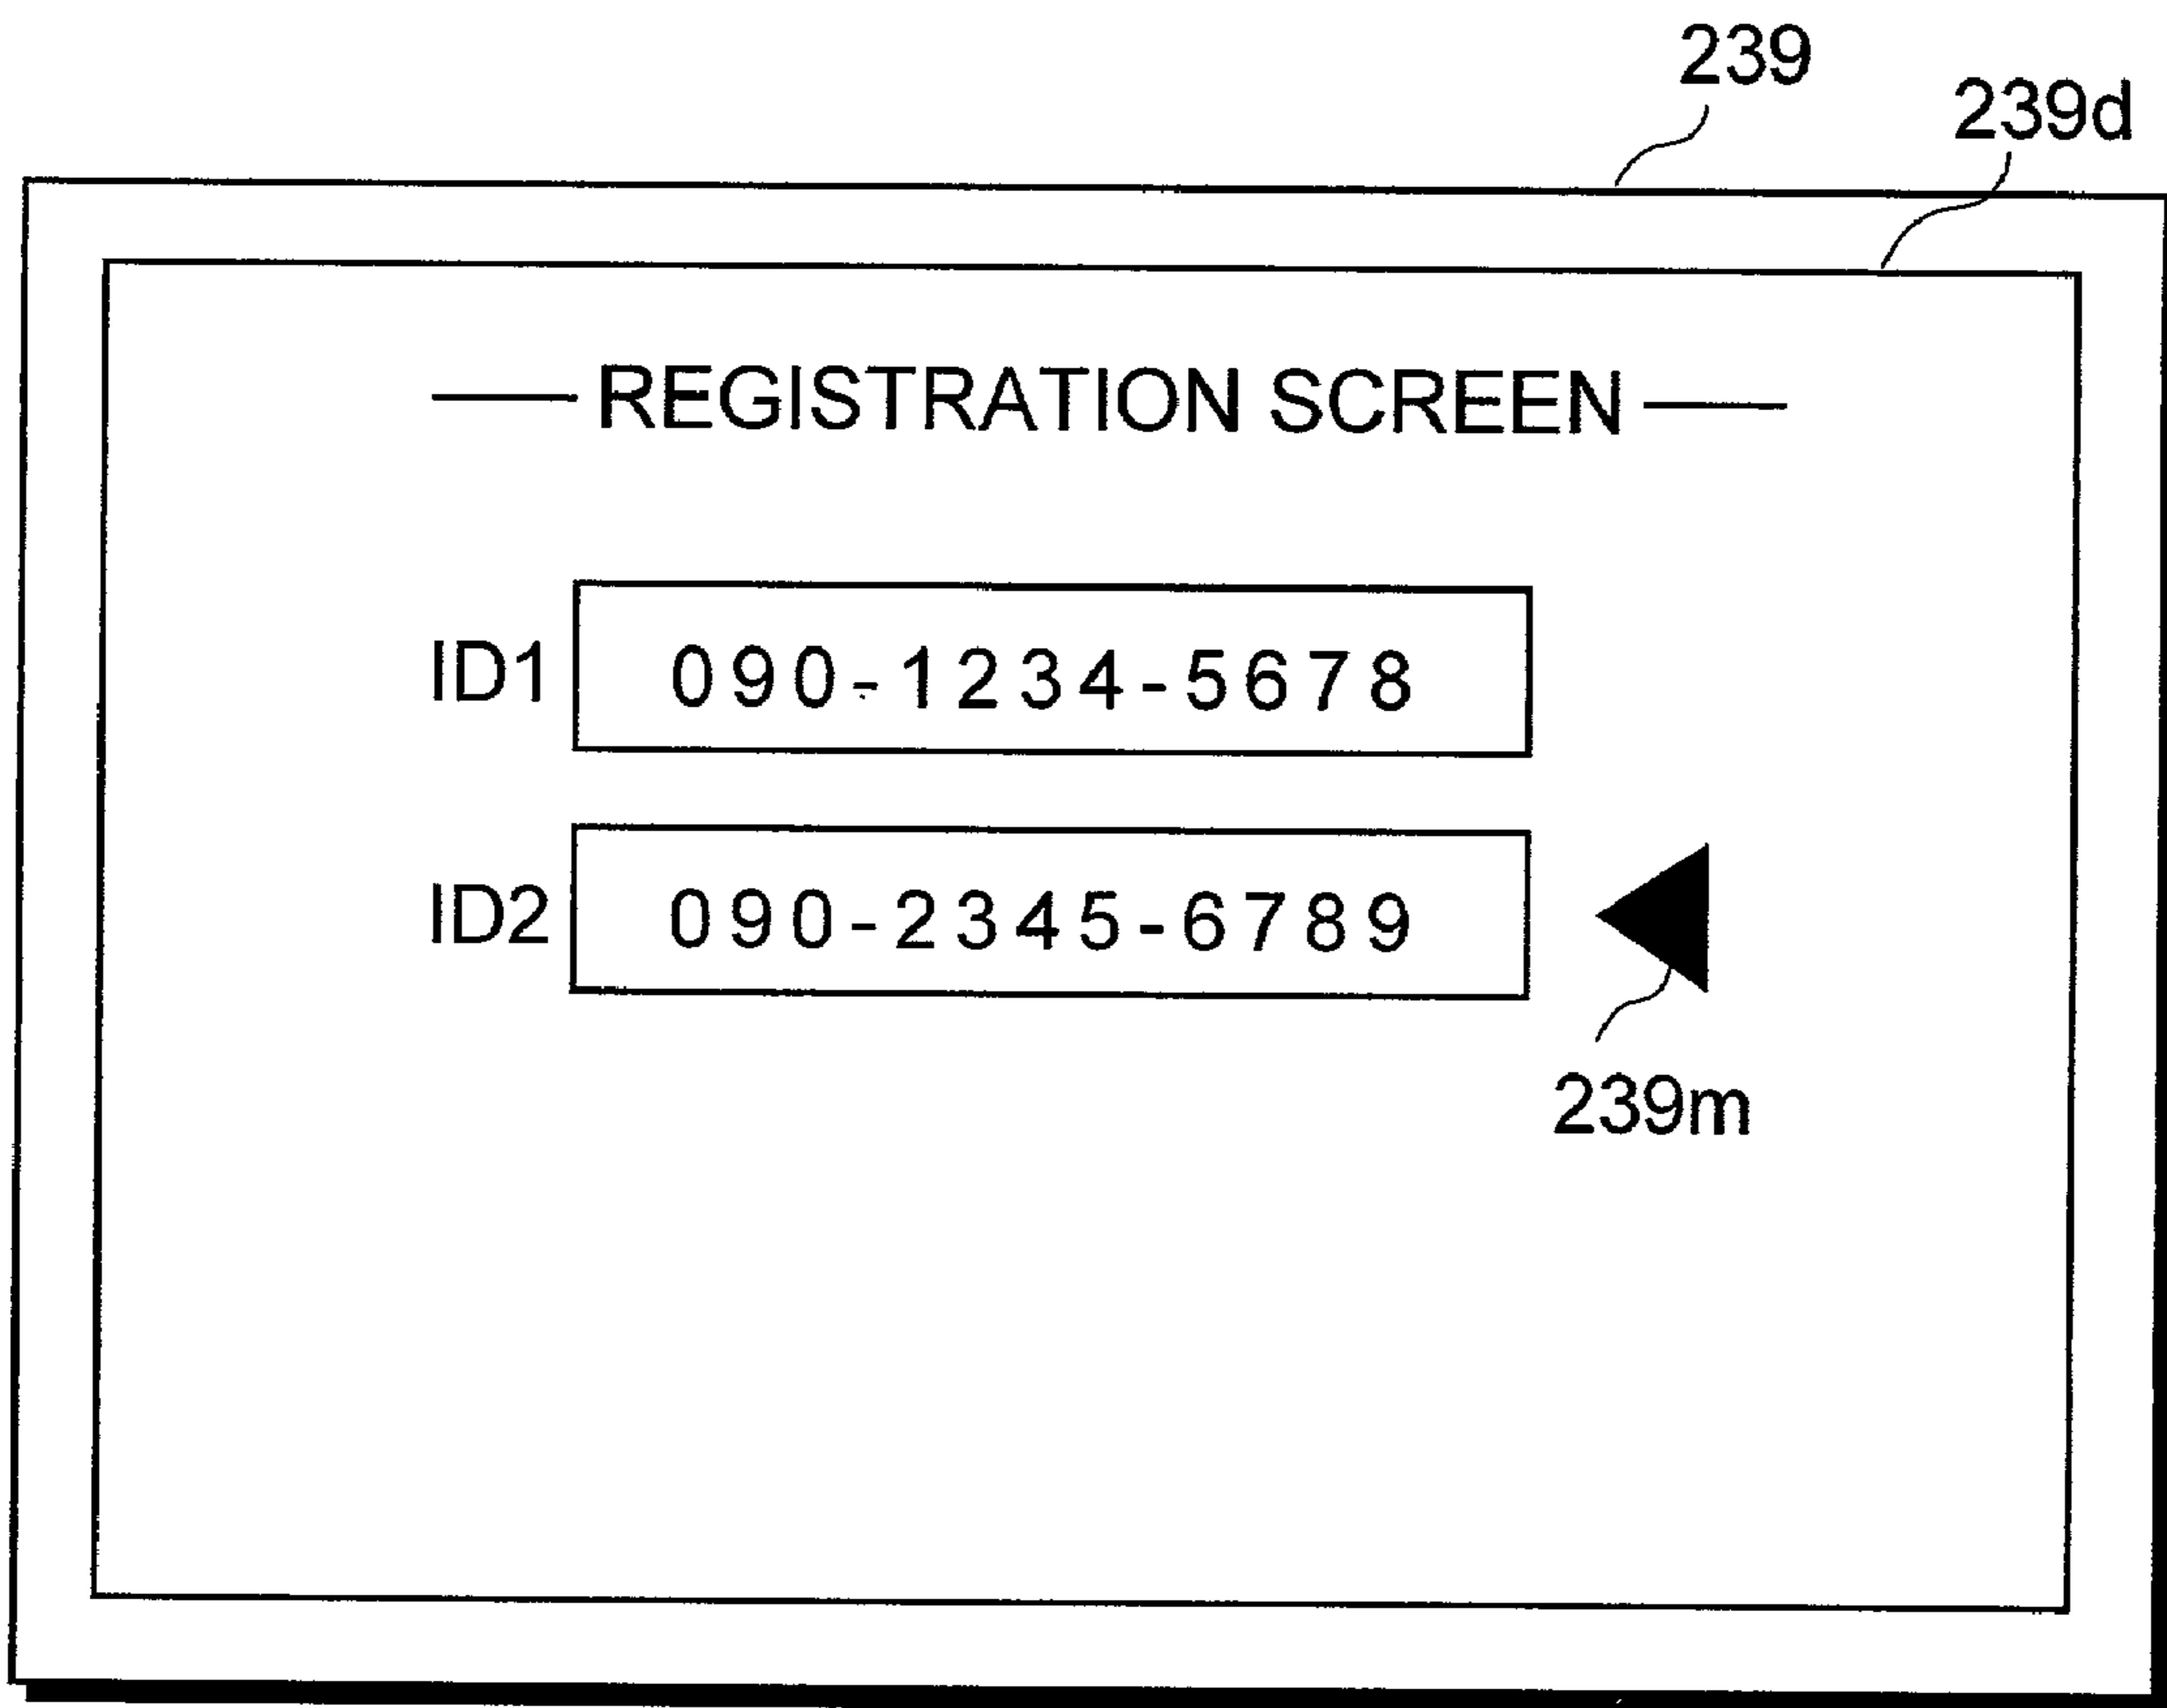 239
239d
— REGISTRATION SCREEN —
ID1 090-1234-5678
ID2 090-2345-6789
239m